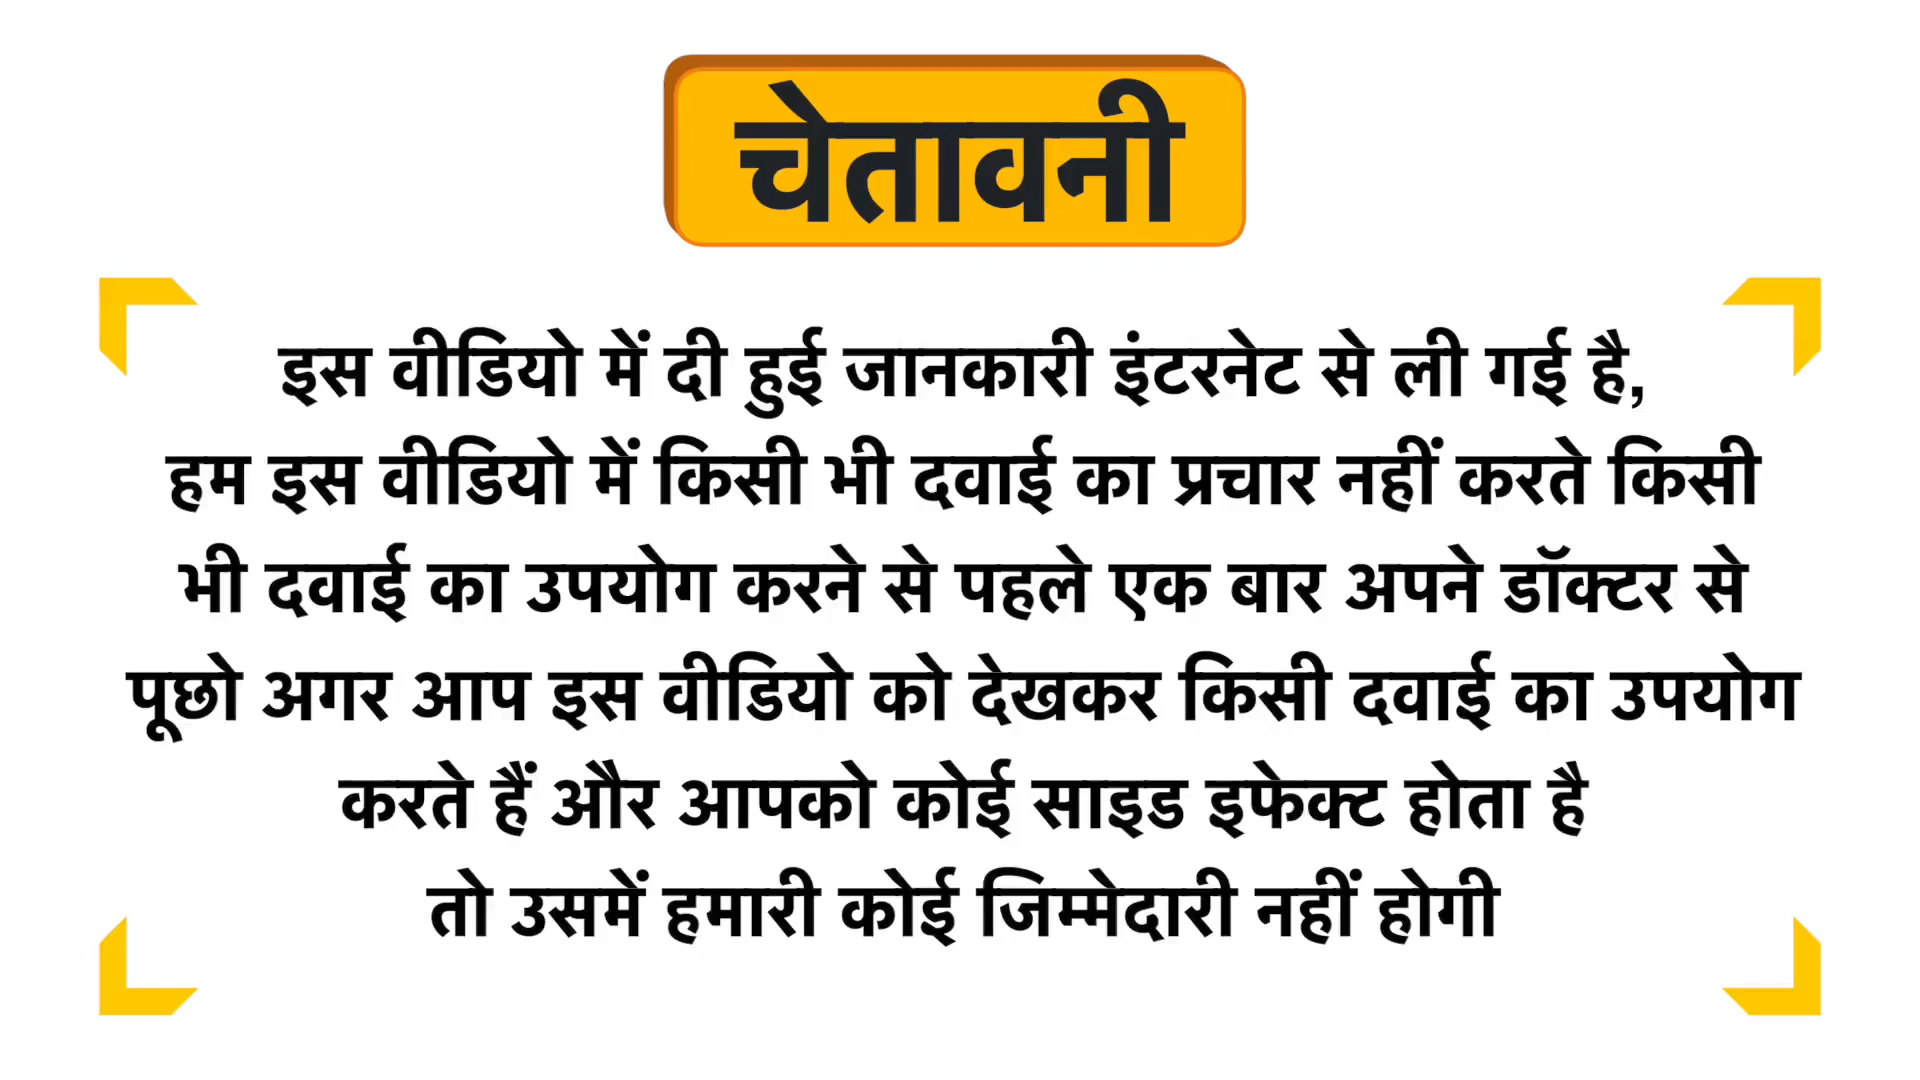 चेतावनी
इस वीडियो में दी हुई जानकारी इंटरनेट से ली गई है,
हम इस वीडियो में किसी भी दवाई का प्रचार नहीं करते किसी
भी दवाई का उपयोग करने से पहले एक बार अपने डॉक्टर से
पूछो अगर आप इस वीडियो को देखकर किसी दवाई का उपयोग
करते हैं और आपको कोई साइड इफेक्ट होता है
तो उसमें हमारी कोई जिम्मेदारी नहीं होगी